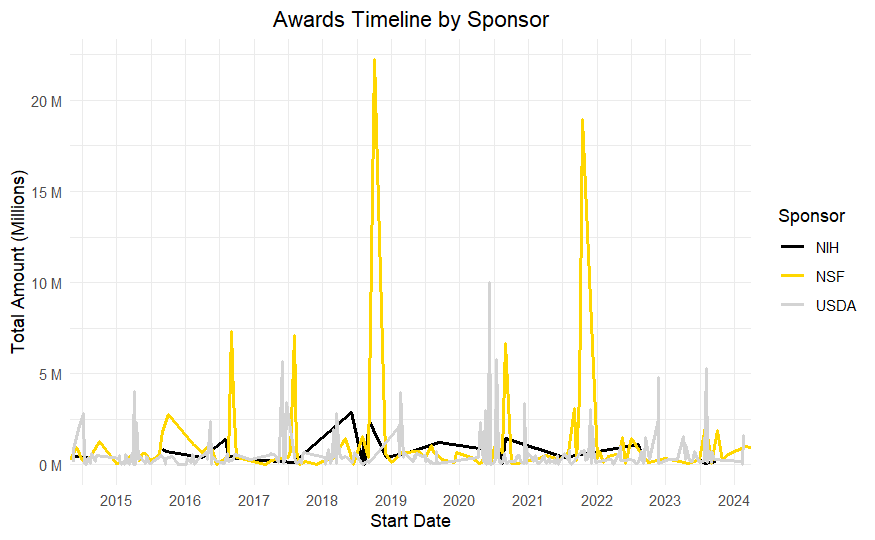 Awards Timeline by Sponsor
Total Amount (Millions)
20 M
15 M
10 M
5 M
0 M
2015 2016 2017 2018 2019 2020 2021 2022 2023 2024
Start Date
Sponsor
NIH
NSF
USDA